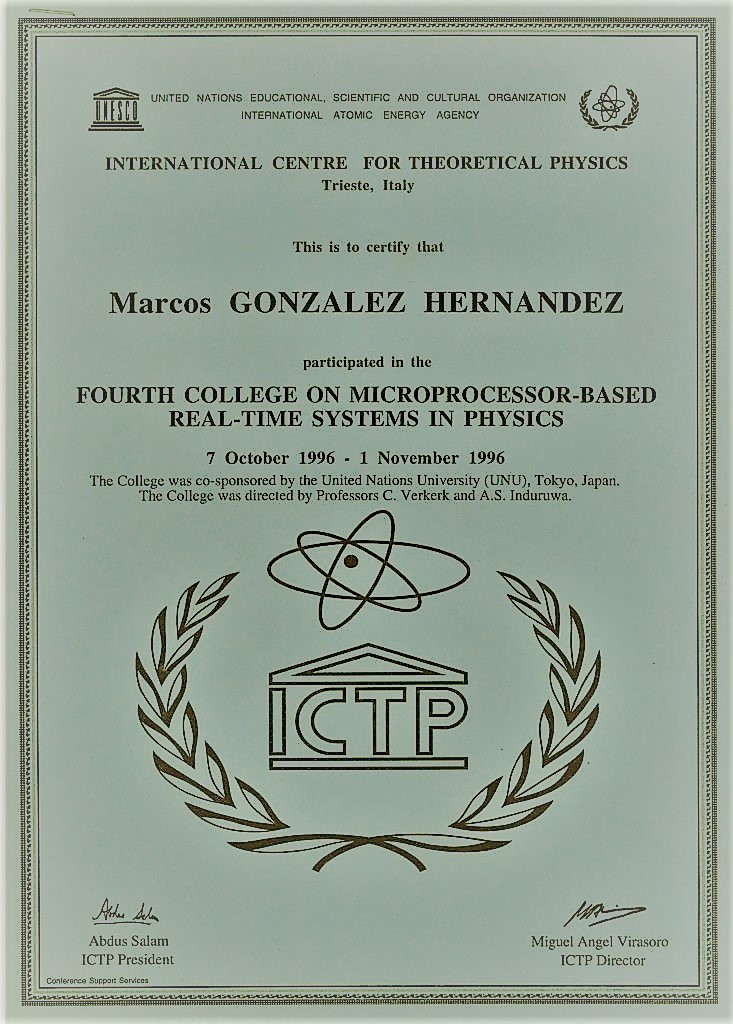 UNESCO
UNITED NATIONS EDUCATIONAL, SCIENTIFIC AND CULTURAL ORGANIZATION
INTERNATIONAL ATOMIC ENERGY AGENCY
INTERNATIONAL CENTRE FOR THEORETICAL PHYSICS
Trieste, Italy
This is to certify that
Marcos GONZALEZ HERNANDEZ
participated in the
FOURTH COLLEGE ON MICROPROCESSOR-BASED
REAL-TIME SYSTEMS IN PHYSICS
7 October 1996 - 1 November 1996
The College was co-sponsored by the United Nations University (UNU), Tokyo, Japan.
The College was directed by Professors C. Verkerk and A.S. Induruwa.
ICTP
Abdus Salam
Abdus Salam
ICTP President
Miguel Angel Virasoro
ICTP Director
Conference Support Services